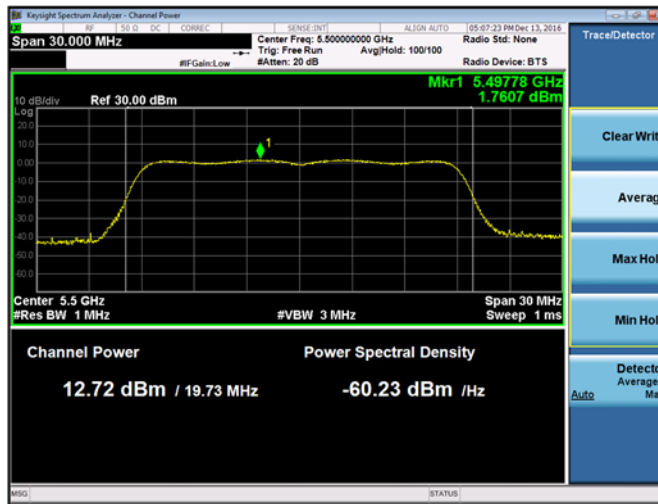 Keysight Spectrum Analyzer - Channel Power
RF 50 Ω DC CORREC SENSE:INT ALIGN AUTO 05:07:23 PM Dec 13, 2016
Span 30.000 MHz
Center Freq: 5.500000000 GHz
Radio Std: None
Trig: Free Run Avg|Hold: 100/100
#IFGain:Low
#Atten: 20 dB
Radio Device: BTS
Trace/Detector
Mkr1 5.49778 GHz
1.7607 dBm
10 dB/div Ref 30.00 dBm
Log
20.0
10.0
0.00
-10.0
-20.0
-30.0
-40.0
-50.0
-60.0
1
Center 5.5 GHz Span 30 MHz
#Res BW 1 MHz #VBW 3 MHz Sweep 1 ms
Channel Power Power Spectral Density
12.72 dBm / 19.73 MHz -60.23 dBm /Hz
Clear Writ
Averag
Max Hol
Min Hol
Detecto
Average
Auto Ma
MSG STATUS